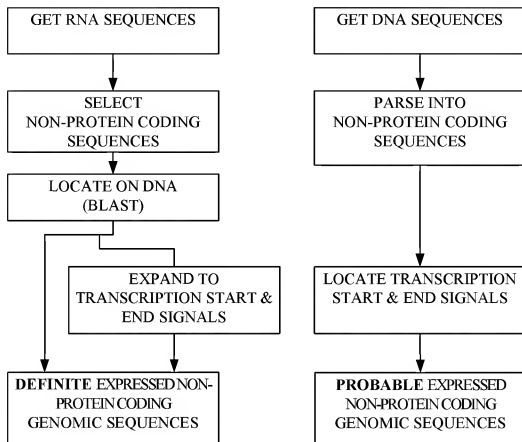 GET RNA SEQUENCES
SELECT
NON-PROTEIN CODING
SEQUENCES
LOCATE ON DNA
(BLAST)
EXPAND TO
TRANSCRIPTION START &
END SIGNALS
DEFINITE EXPRESSED NON-
PROTEIN CODING
GENOMIC SEQUENCES
GET DNA SEQUENCES
PARSE INTO
NON-PROTEIN CODING
SEQUENCES
LOCATE TRANSCRIPTION
START & END SIGNALS
PROBABLE EXPRESSED
NON-PROTEIN CODING
GENOMIC SEQUENCES